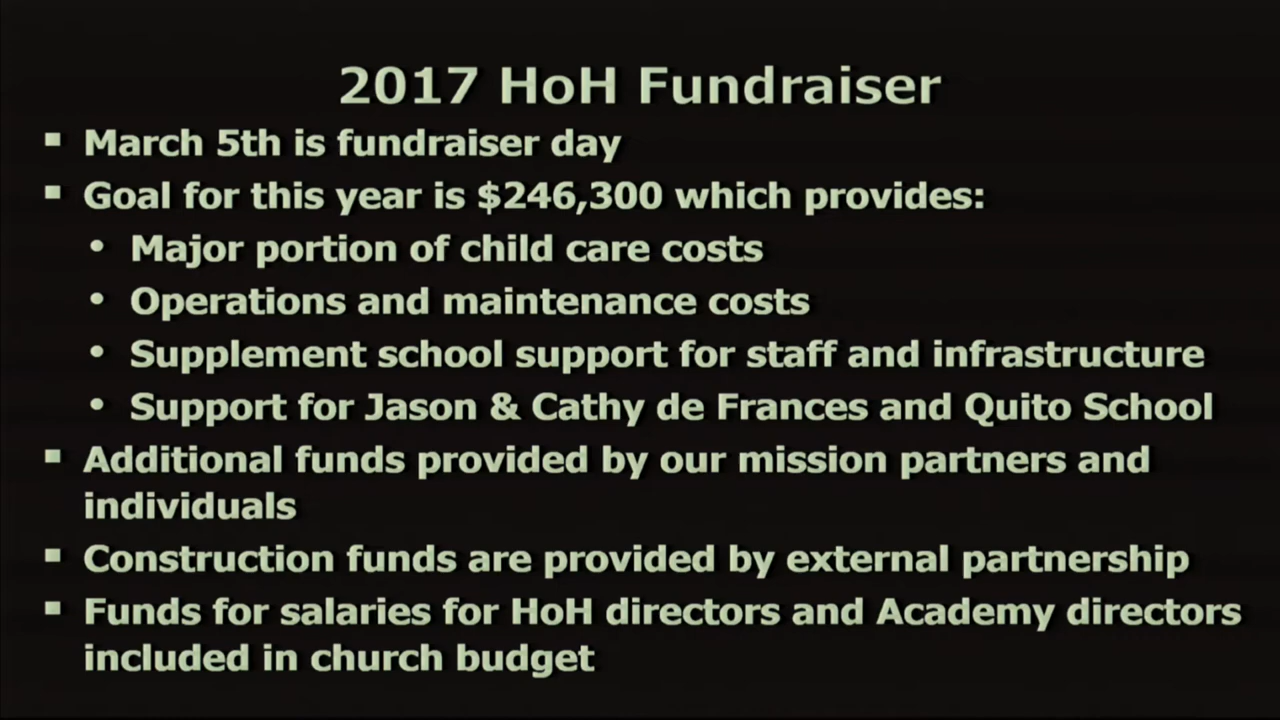 2017 HoH Fundraiser
▪ March 5th is fundraiser day
▪ Goal for this year is $246,300 which provides:
• Major portion of child care costs
• Operations and maintenance costs
• Supplement school support for staff and infrastructure
• Support for Jason & Cathy de Frances and Quito School
▪ Additional funds provided by our mission partners and
individuals
▪ Construction funds are provided by external partnership
▪ Funds for salaries for HoH directors and Academy directors
included in church budget